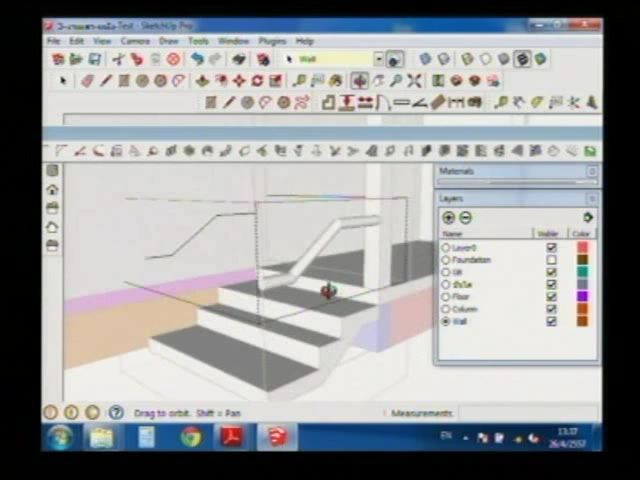 Test - SketchUp Pro
File Edit View Camera Draw Tools Window Plugins Help
Wall
Materials
Layers
Name Visible Color
Layer0
Foundation
Floor
Column
Wall
Drag to orbit. Shift = Pan
Measurements
EN
13:37
26/4/2557